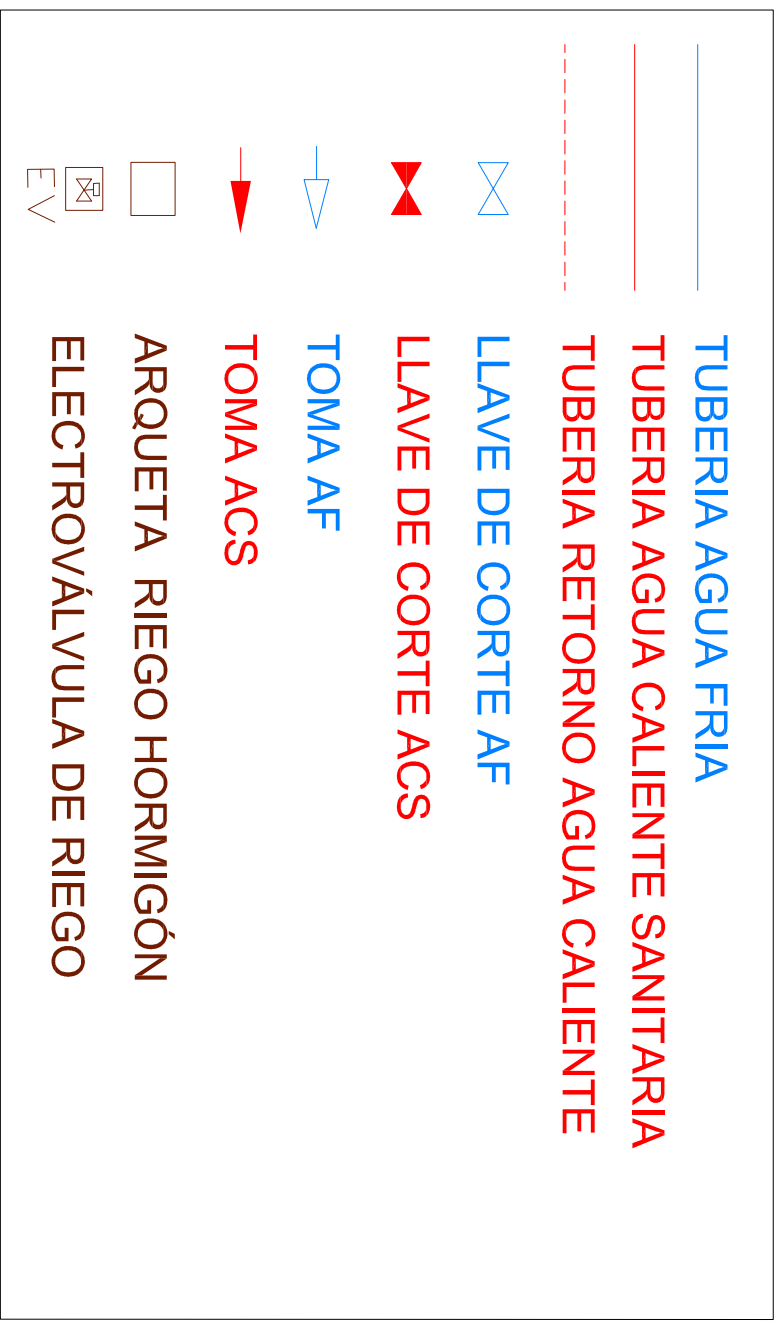 TUBERIA AGUA FRIA
TUBERIA AGUA CALIENTE SANITARIA
TUBERIA RETORNO AGUA CALIENTE
LLAVE DE CORTE AF
LLAVE DE CORTE ACS
TOMA AF
TOMA ACS
ARQUETA RIEGO HORMIGÓN
EV ELECTROVÁLVULA DE RIEGO